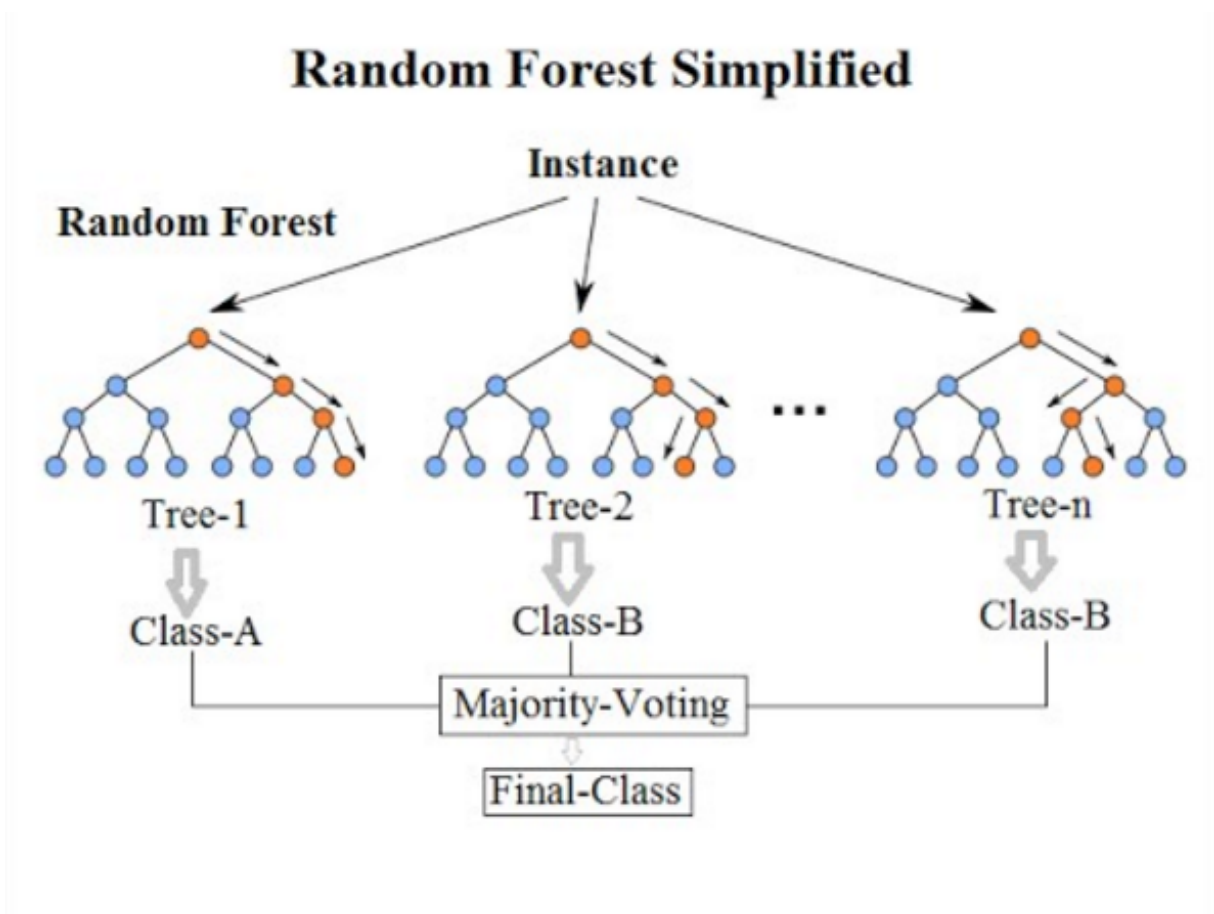 Random Forest Simplified
Instance
Random Forest
...
Tree-1
Tree-2
Tree-n
Class-A
Class-B
Class-B
Majority-Voting
Final-Class